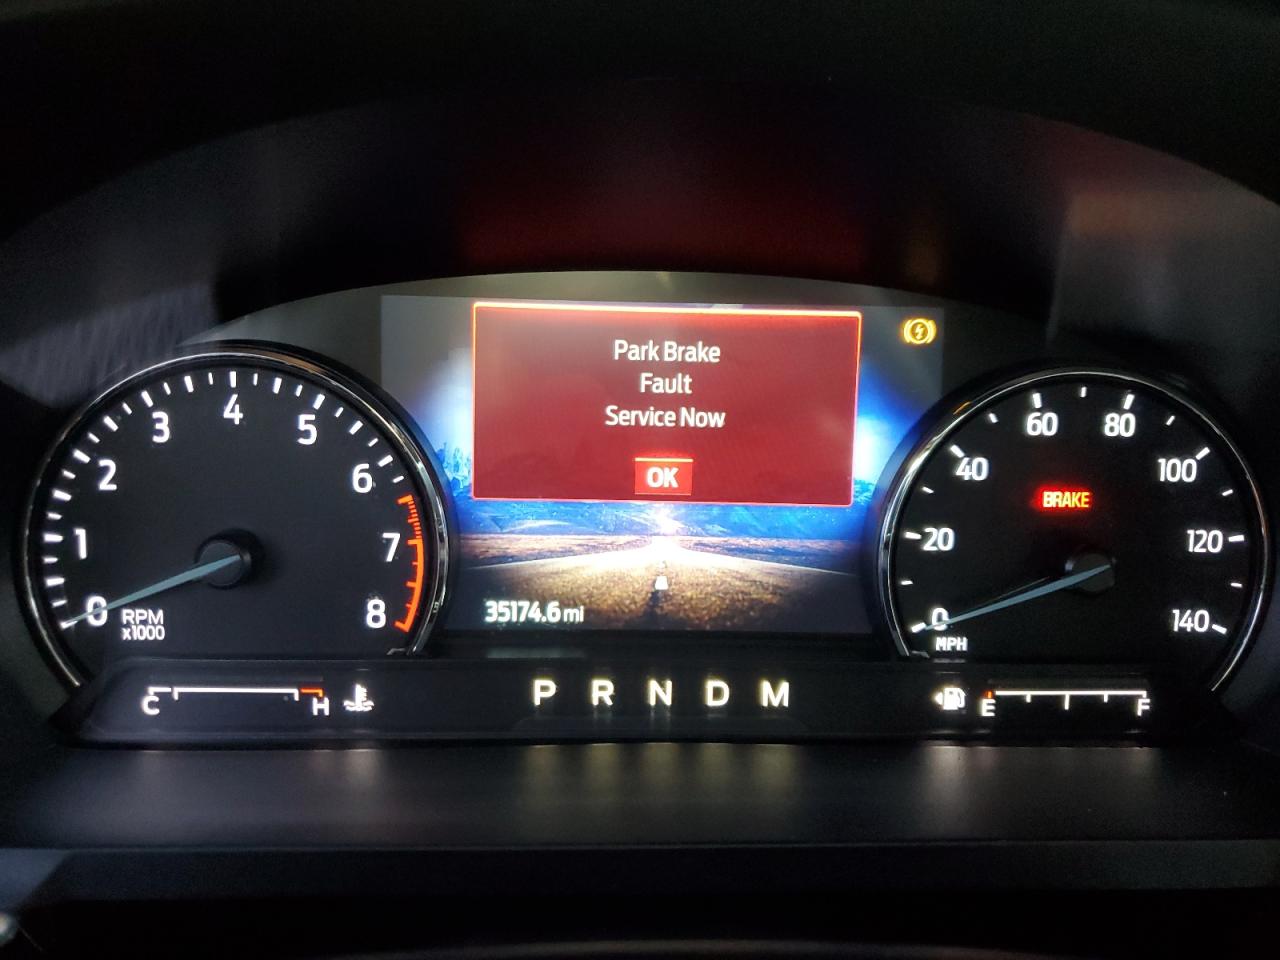 Park Brake
Fault
Service Now
OK
35174.6 mi
0
1
2
3
4
5
6
7
8
RPM
x1000
0
20
40
60
80
100
120
140
MPH
BRAKE
C H
P R N D M
E F